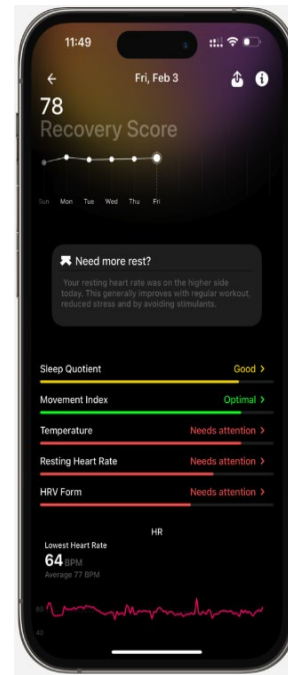 11:49
Fri, Feb 3
78
Recovery Score
Sun Mon Tue Wed Thu Fri
Need more rest?
Your resting heart rate was on the higher side
today. This generally improves with regular workout,
reduced stress and by avoiding stimulants.
Sleep Quotient Good >
Movement Index Optimal >
Temperature Needs attention >
Resting Heart Rate Needs attention >
HRV Form Needs attention >
HR
Lowest Heart Rate
64 BPM
Average 77 BPM
80
40